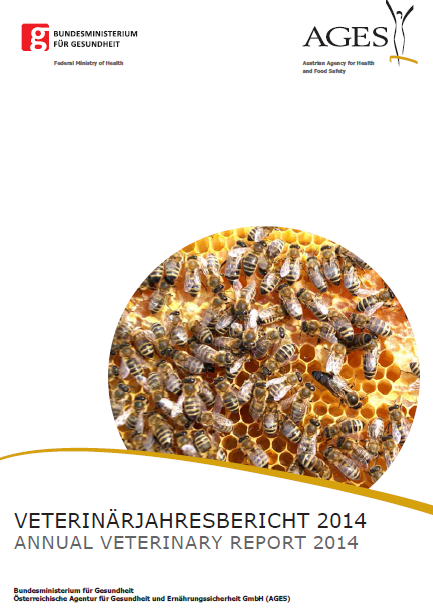 BUNDESMINISTERIUM
FÜR GESUNDHEIT
Federal Ministry of Health
AGES
Austrian Agency for Health
and Food Safety
VETERINÄRJAHRESBERICHT 2014
ANNUAL VETERINARY REPORT 2014
Bundesministerium für Gesundheit
Österreichische Agentur für Gesundheit und Ernährungssicherheit GmbH (AGES)